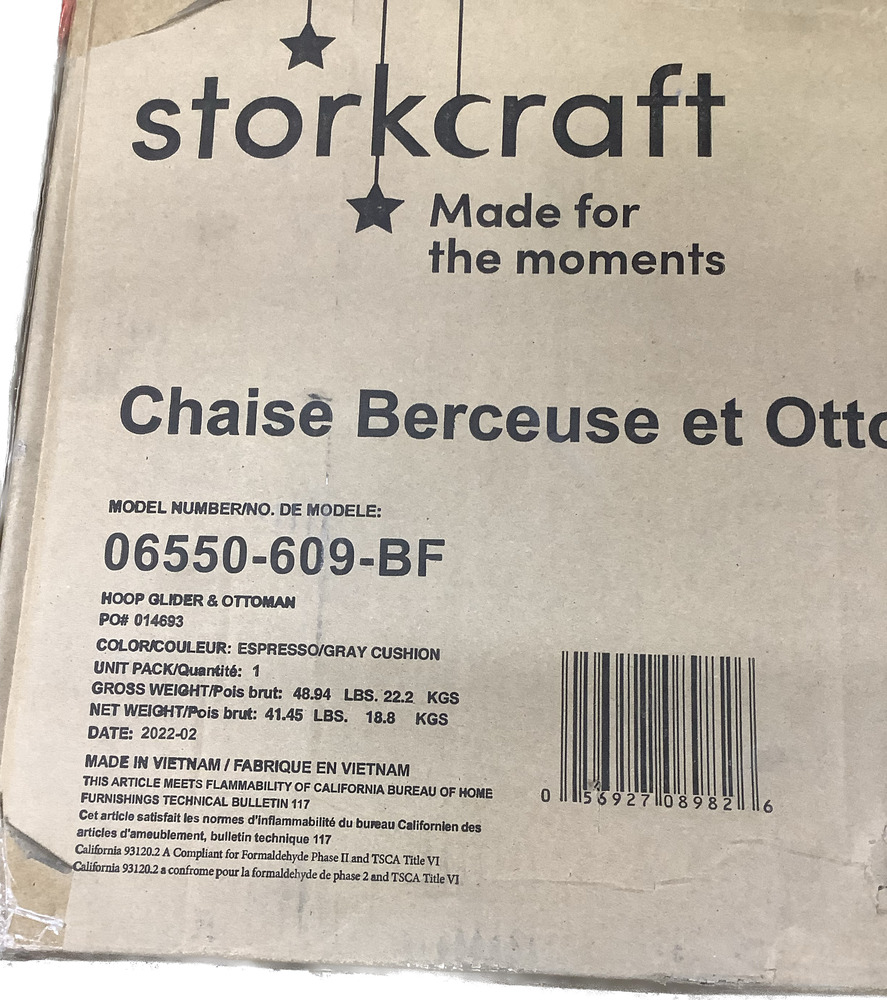 storkcraft
Made for
the moments
Chaise Berceuse et Otto
MODEL NUMBER/NO. DE MODELE:
06550-609-BF
HOOP GLIDER & OTTOMAN
PO# 014693
COLOR/COULEUR: ESPRESSO/GRAY CUSHION
UNIT PACK/Quantité: 1
GROSS WEIGHT/Pois brut: 48.94 LBS. 22.2 KGS
NET WEIGHT/Pois brut: 41.45 LBS. 18.8 KGS
DATE: 2022-02
MADE IN VIETNAM / FABRIQUE EN VIETNAM
THIS ARTICLE MEETS FLAMMABILITY OF CALIFORNIA BUREAU OF HOME
FURNISHINGS TECHNICAL BULLETIN 117
Cet article satisfait les normes d'inflammabilité du bureau Californien des
articles d'ameublement, bulletin technique 117
California 93120.2 A Compliant for Formaldehyde Phase II and TSCA Title VI
California 93120.2 a confrome pour la formaldehyde de phase 2 and TSCA Title VI
0 56927 08982 6